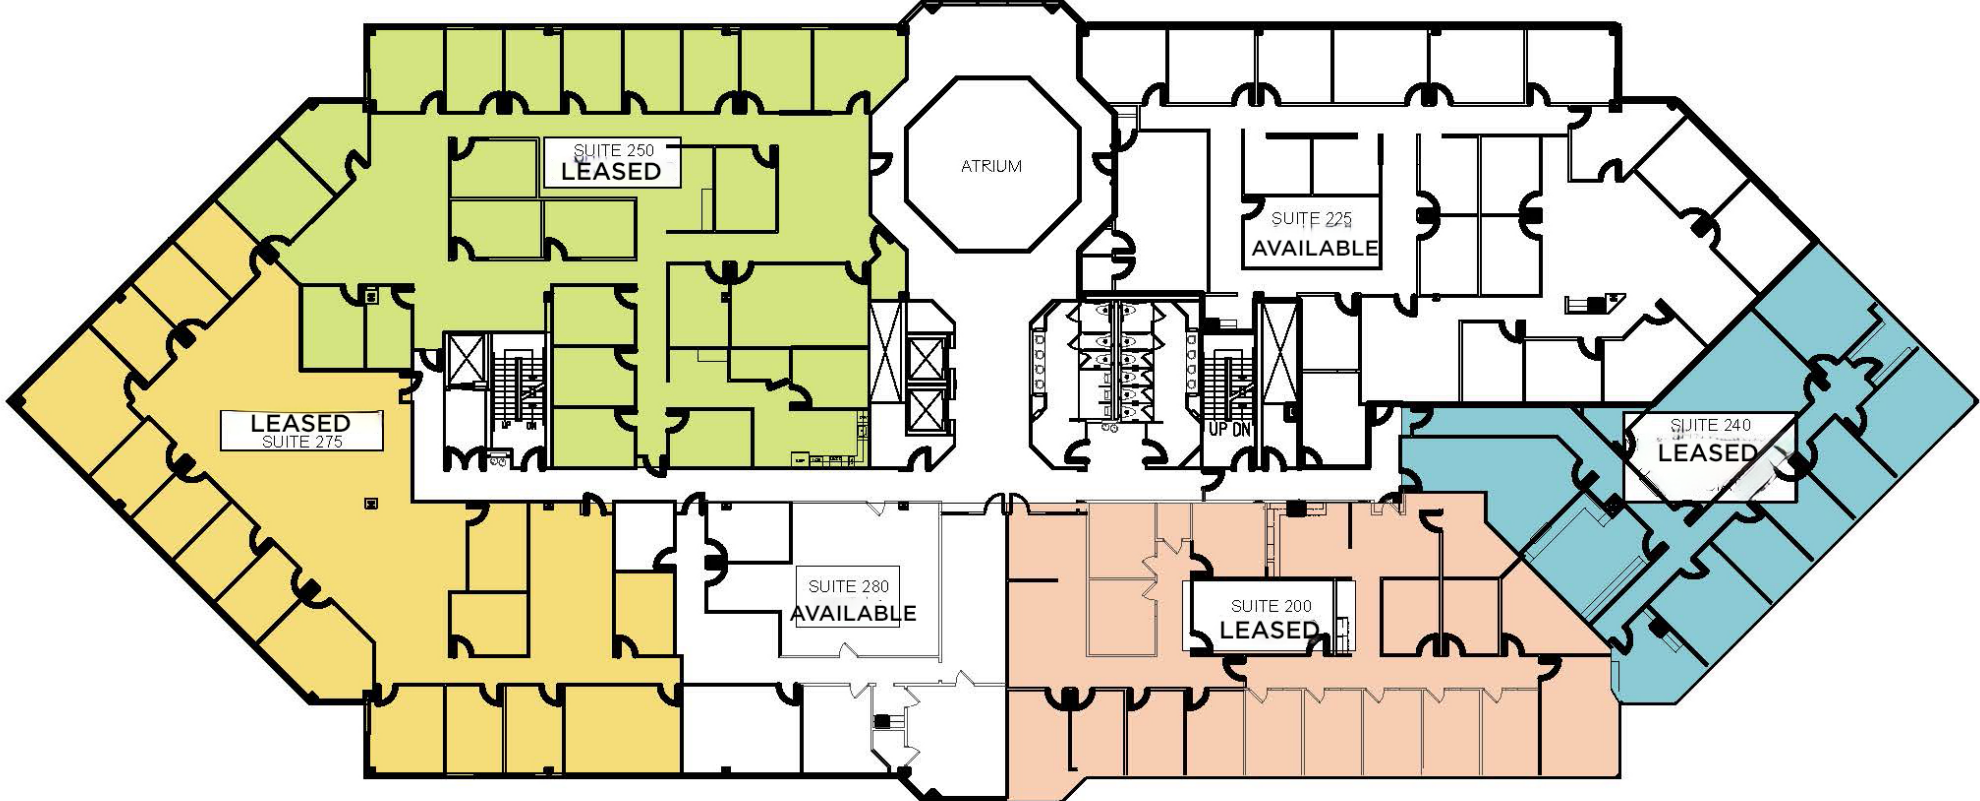 SUITE 250
LEASED
ATRIUM
SUITE 225
AVAILABLE
LEASED
SUITE 275
UP DN
UP DN
SUITE 240
LEASED
SUITE 280
AVAILABLE
SUITE 200
LEASED